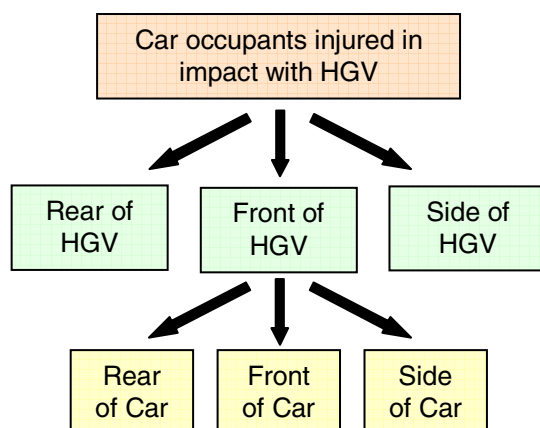 Car occupants injured in
impact with HGV
Rear of
HGV
Front of
HGV
Side of
HGV
Rear
of Car
Front
of Car
Side
of Car